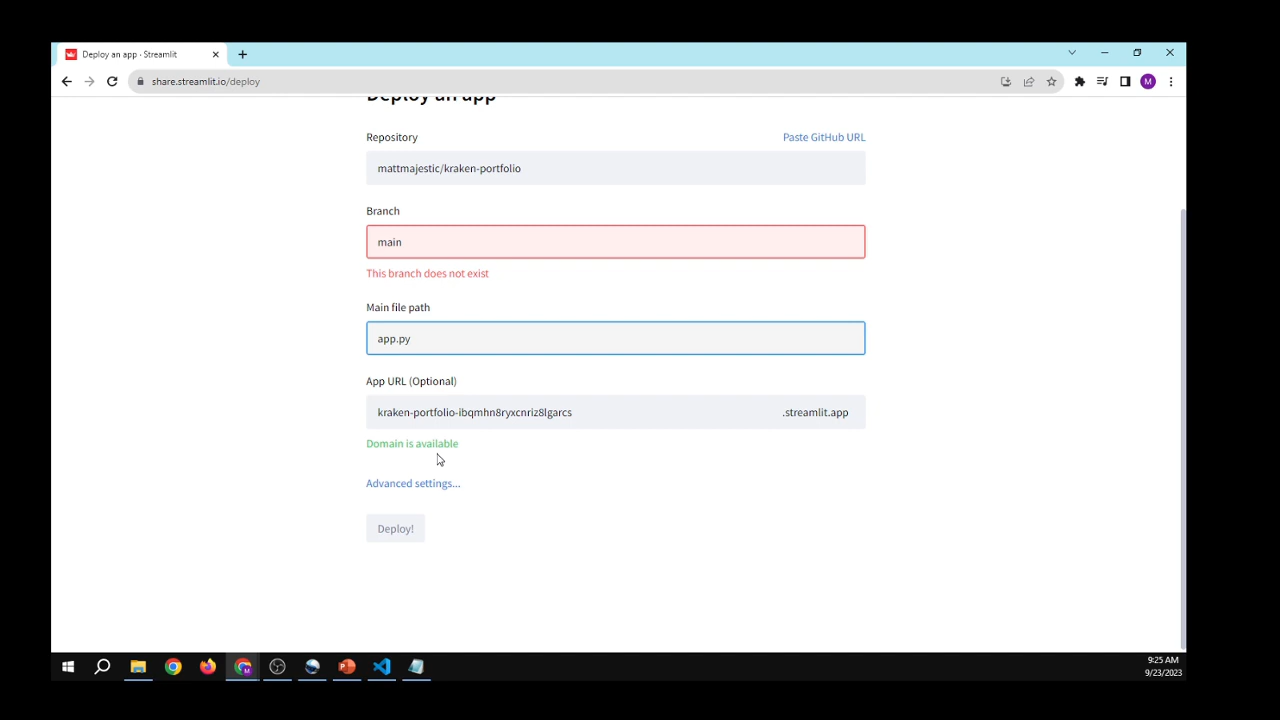 Deploy an app · Streamlit
share.streamlit.io/deploy
M
Deploy an app
Repository
Paste GitHub URL
mattmajestic/kraken-portfolio
Branch
main
This branch does not exist
Main file path
app.py
App URL (Optional)
kraken-portfolio-ibqmhn8ryxcnriz8lgarcs
.streamlit.app
Domain is available
Advanced settings...
Deploy!
9:25 AM
9/23/2023